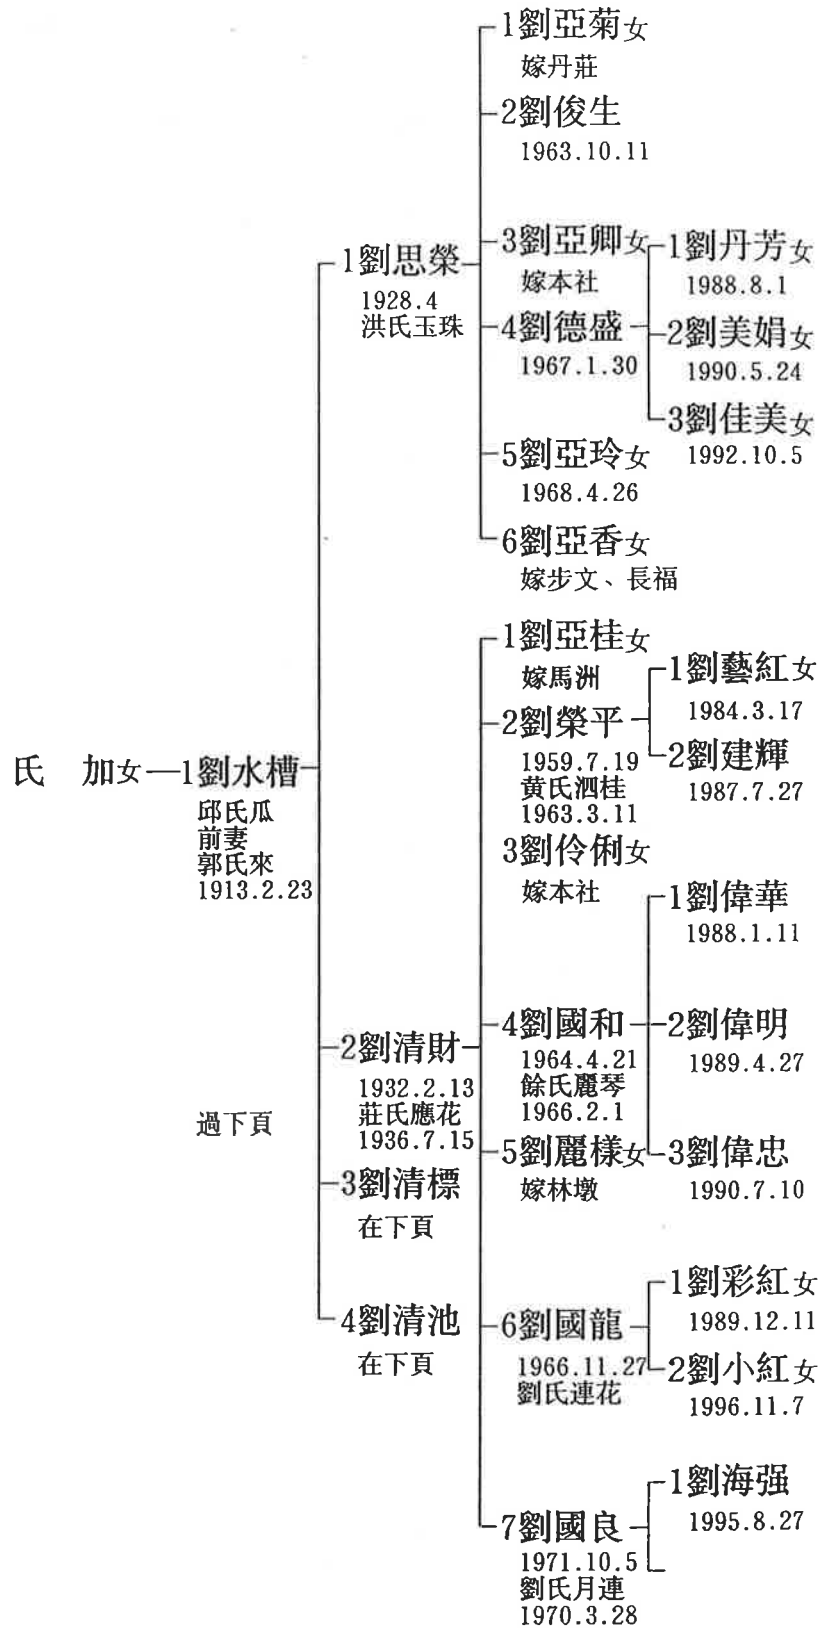 氏　加女
1劉水槽
邱氏瓜
前妻
郭氏來
1913.2.23
過下頁
1劉思榮
1928.4
洪氏玉珠
1劉亞菊女
嫁丹莊
2劉俊生
1963.10.11
3劉亞卿女
嫁本社
4劉德盛
1967.1.30
1劉丹芳女
1988.8.1
2劉美娟女
1990.5.24
3劉佳美女
1992.10.5
5劉亞玲女
1968.4.26
6劉亞香女
嫁步文、長福
2劉清財
1932.2.13
莊氏應花
1936.7.15
1劉亞桂女
嫁馬洲
2劉榮平
1959.7.19
黄氏泗桂
1963.3.11
1劉藝紅女
1984.3.17
2劉建輝
1987.7.27
3劉伶俐女
嫁本社
4劉國和
1964.4.21
餘氏麗琴
1966.2.1
1劉偉華
1988.1.11
2劉偉明
1989.4.27
3劉偉忠
1990.7.10
5劉麗樣女
嫁林墩
6劉國龍
1966.11.27
劉氏連花
1劉彩紅女
1989.12.11
2劉小紅女
1996.11.7
7劉國良
1971.10.5
劉氏月連
1970.3.28
1劉海强
1995.8.27
3劉清標
在下頁
4劉清池
在下頁